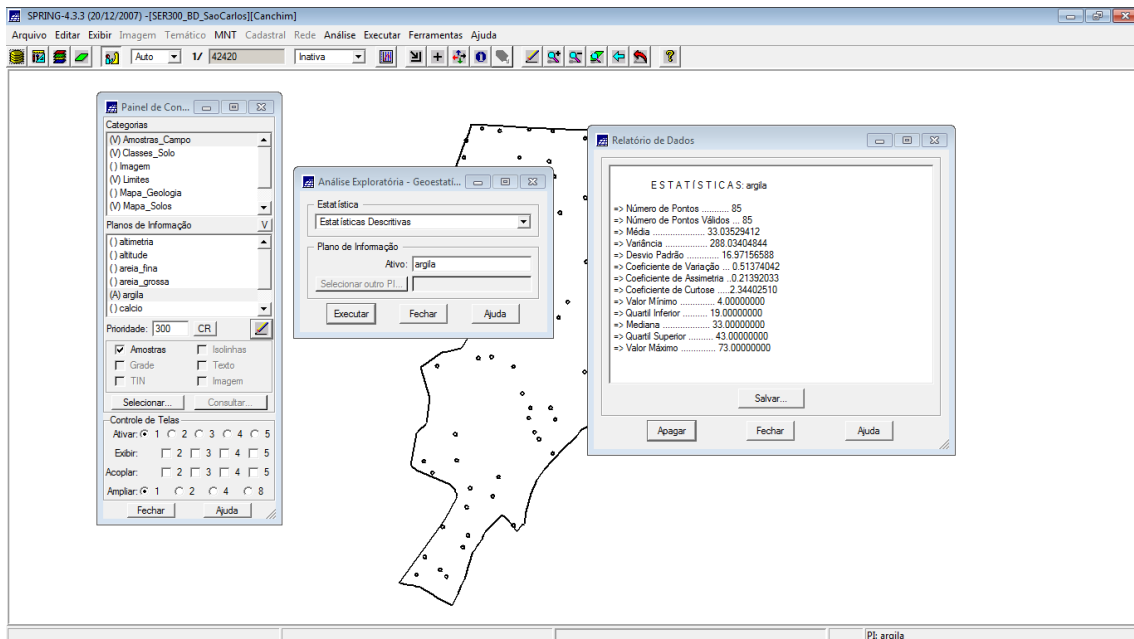 SPRING-4.3.3 (20/12/2007) -[SER300_BD_SaoCarlos][Canchim]
Arquivo Editar Exibir Imagem Temático MNT Cadastral Rede Análise Executar Ferramentas Ajuda
Auto 1/ 42420 Inativa
Painel de Con...
Categorias
(V) Amostras_Campo
(V) Classes_Solo
( ) Imagem
(V) Limites
( ) Mapa_Geologia
(V) Mapa_Solos
Planos de Informação V
( ) altimetria
( ) altitude
( ) areia_fina
( ) areia_grossa
(A) argila
( ) calcio
Prioridade: 300 CR
Amostras Isolinhas
Grade Texto
TIN Imagem
Selecionar... Consultar...
Controle de Telas
Ativar: 1 2 3 4 5
Exibir: 2 3 4 5
Acoplar: 2 3 4 5
Ampliar: 1 2 4 8
Fechar Ajuda
Análise Exploratória - Geoestatí...
Estatística
Estatísticas Descritivas
Plano de Informação
Ativo: argila
Selecionar outro PI...
Executar Fechar Ajuda
Relatório de Dados
E S T A T Í S T I C A S: argila
=> Número de Pontos ........... 85
=> Número de Pontos Válidos ... 85
=> Média ..................... 33.03529412
=> Variância ................. 288.03404844
=> Desvio Padrão ............. 16.97156588
=> Coeficiente de Variação ... 0.51374042
=> Coeficiente de Assimetria ..0.21392033
=> Coeficiente de Curtose .....2.34402510
=> Valor Mínimo .............. 4.00000000
=> Quartil Inferior .......... 19.00000000
=> Mediana ................... 33.00000000
=> Quartil Superior .......... 43.00000000
=> Valor Máximo .............. 73.00000000
Salvar...
Apagar Fechar Ajuda
PI: argila